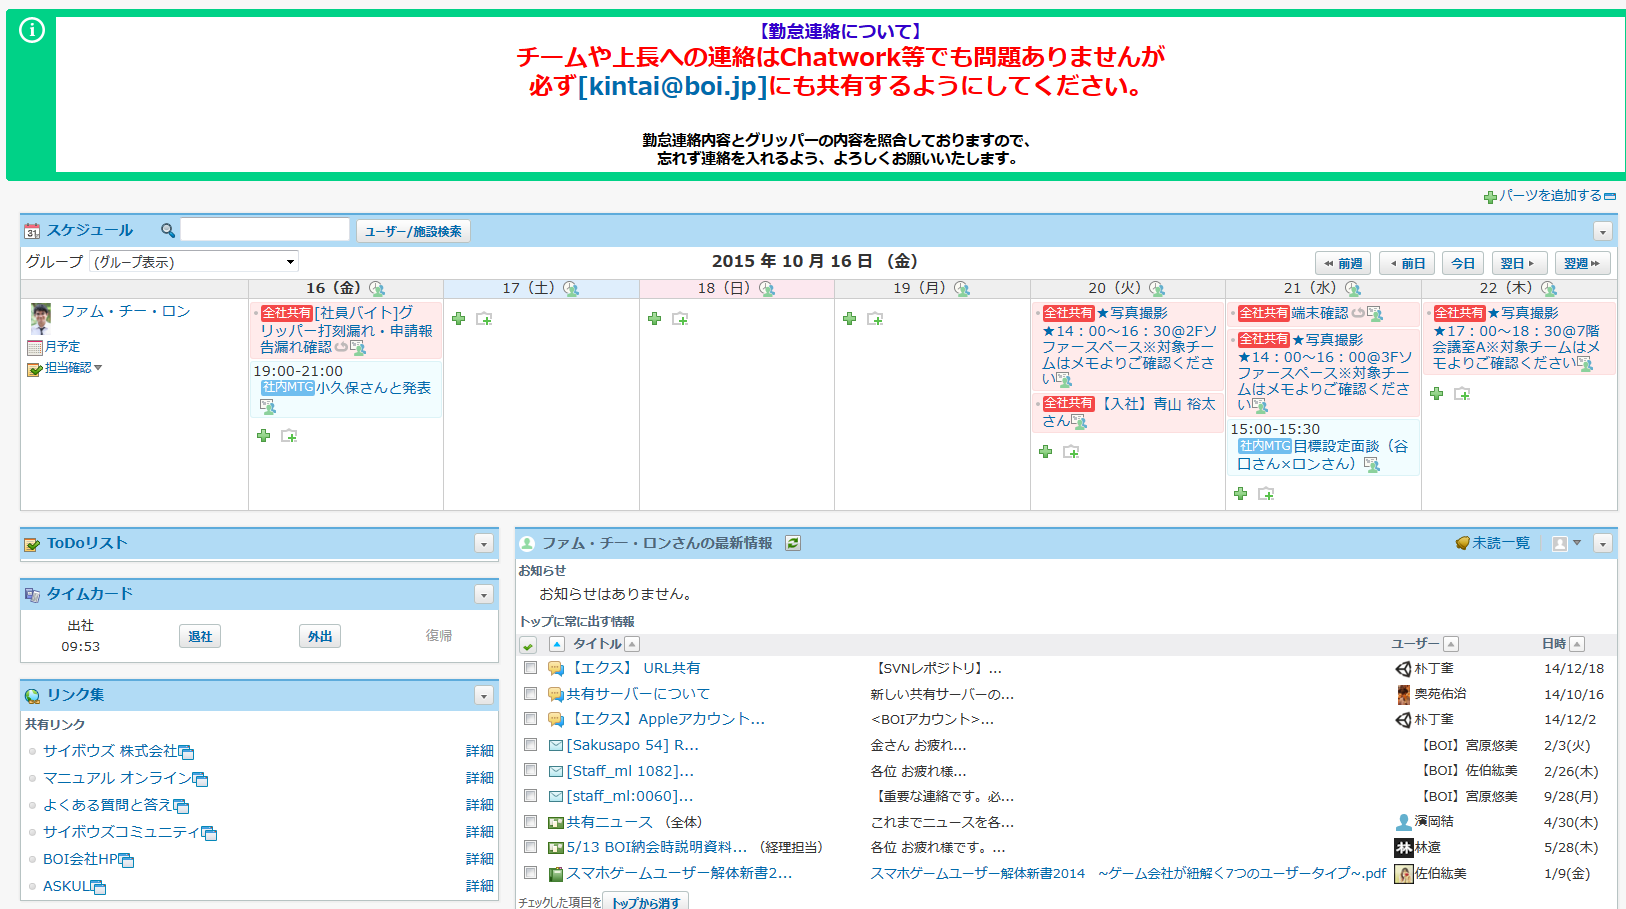 【勤怠連絡について】
チームや上長への連絡はChatwork等でも問題ありませんが
必ず[kintai@boi.jp]にも共有するようにしてください。
勤怠連絡内容とグリッパーの内容を照合しておりますので、
忘れず連絡を入れるよう、よろしくお願いいたします。
パーツを追加する
スケジュール
ユーザー/施設検索
グループ (グループ表示)
2015 年 10 月 16 日 （金）
前週 前日 今日 翌日 翌週
16（金） 17（土） 18（日） 19（月） 20（火） 21（水） 22（木）
ファム・チー・ロン
月予定
担当確認
全社共有[社員バイト]グ
リッパー打刻漏れ・申請報
告漏れ確認
19:00-21:00
社内MTG小久保さんと発表
全社共有★写真撮影
★14：00～16：30@2Fソ
ファースペース※対象チー
ムはメモよりご確認くださ
い
全社共有【入社】青山 裕太
さん
全社共有端末確認
全社共有★写真撮影
★14：00～16：00@3Fソ
ファースペース※対象チー
ムはメモよりご確認くださ
い
15:00-15:30
社内MTG目標設定面談（谷
口さん×ロンさん）
全社共有★写真撮影
★17：00～18：30@7階
会議室A※対象チームはメ
モよりご確認ください
ToDoリスト
タイムカード
出社
09:53
退社 外出 復帰
リンク集
共有リンク
サイボウズ 株式会社 詳細
マニュアル オンライン 詳細
よくある質問と答え 詳細
サイボウズコミュニティ 詳細
BOI会社HP 詳細
ASKUL 詳細
ファム・チー・ロンさんの最新情報
未読一覧
お知らせ
お知らせはありません。
トップに常に出す情報
タイトル ユーザー 日時
【エクス】 URL共有 【SVNレポジトリ】... 朴丁奎 14/12/18
共有サーバーについて 新しい共有サーバーの... 奥苑佑治 14/10/16
【エクス】Appleアカウント... <BOIアカウント>... 朴丁奎 14/12/2
[Sakusapo 54] R... 金さん お疲れ... 【BOI】宮原悠美 2/3(火)
[Staff_ml 1082]... 各位 お疲れ様... 【BOI】佐伯紘美 2/26(木)
[staff_ml:0060]... 【重要な連絡です。必... 【BOI】宮原悠美 9/28(月)
共有ニュース （全体） これまでニュースを各... 濱岡結 4/30(木)
5/13 BOI納会時説明資料... （経理担当） 各位 お疲れ様です。... 林遼 5/28(木)
スマホゲームユーザー解体新書2... スマホゲームユーザー解体新書2014 ~ゲーム会社が紐解く7つのユーザータイプ~.pdf 佐伯紘美 1/9(金)
チェックした項目を トップから消す